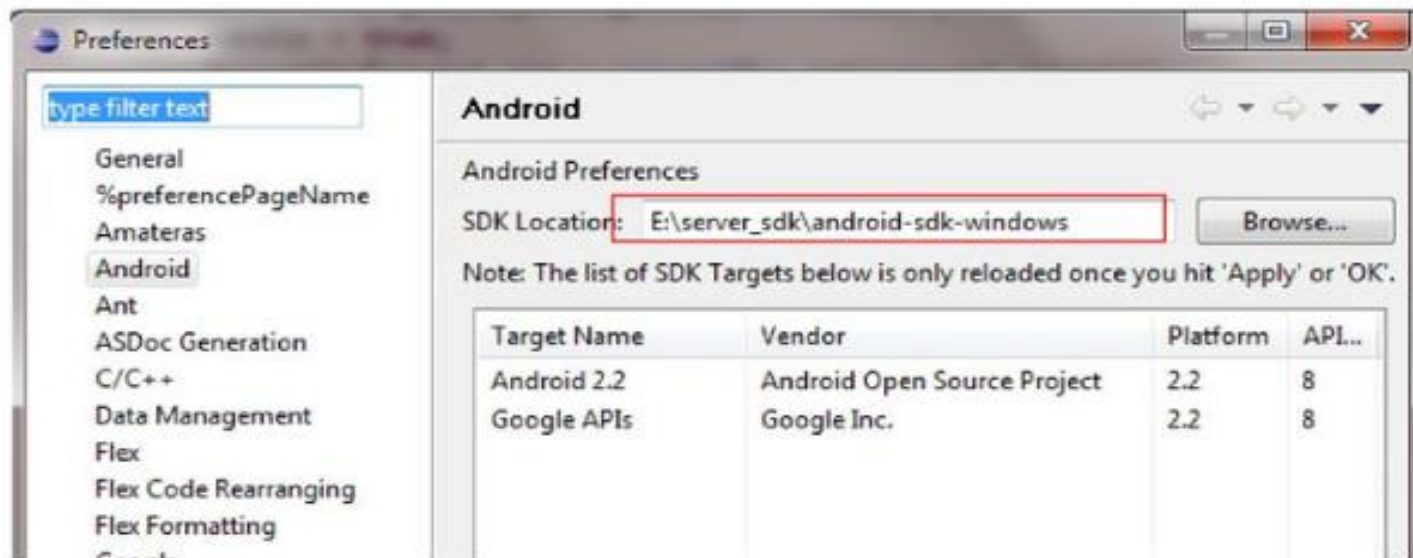 Preferences
type filter text
General
%preferencePageName
Amateras
Android
Ant
ASDoc Generation
C/C++
Data Management
Flex
Flex Code Rearranging
Flex Formatting
Android
Android Preferences
SDK Location: E:\server_sdk\android-sdk-windows Browse...
Note: The list of SDK Targets below is only reloaded once you hit 'Apply' or 'OK'.
Target Name Vendor Platform API...
Android 2.2 Android Open Source Project 2.2 8
Google APIs Google Inc. 2.2 8